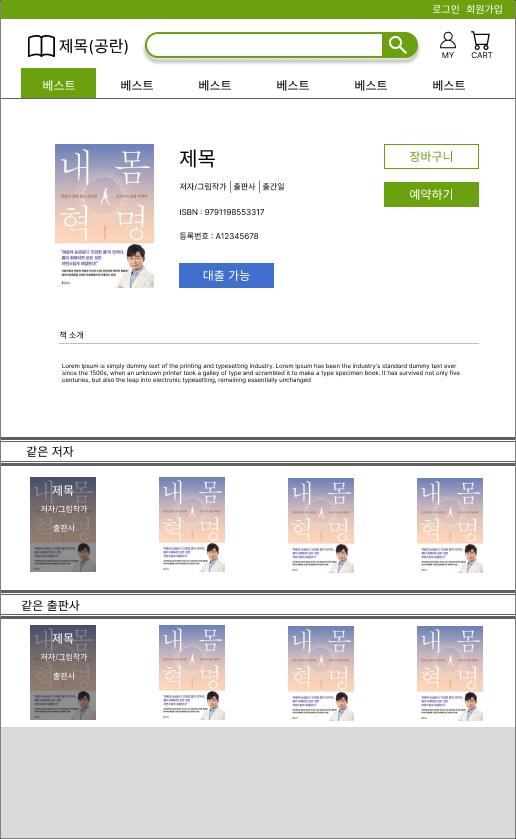 로그인 회원가입
제목(공란)
MY CART
베스트 베스트 베스트 베스트 베스트 베스트
내 몸
혁명
제목
저자/그림작가 출판사 출간일
ISBN : 9791198553317
등록번호 : A12345678
대출 가능
장바구니
예약하기
책 소개
Lorem Ipsum is simply dummy text of the printing and typesetting industry. Lorem Ipsum has been the industry's standard dummy text ever
since the 1500s, when an unknown printer took a galley of type and scrambled it to make a type specimen book. It has survived not only five
centuries, but also the leap into electronic typesetting, remaining essentially unchanged
같은 저자
제목
저자/그림작가
출판사
내 몸
혁명
내 몸
혁명
내 몸
혁명
같은 출판사
제목
저자/그림작가
출판사
내 몸
혁명
내 몸
혁명
내 몸
혁명